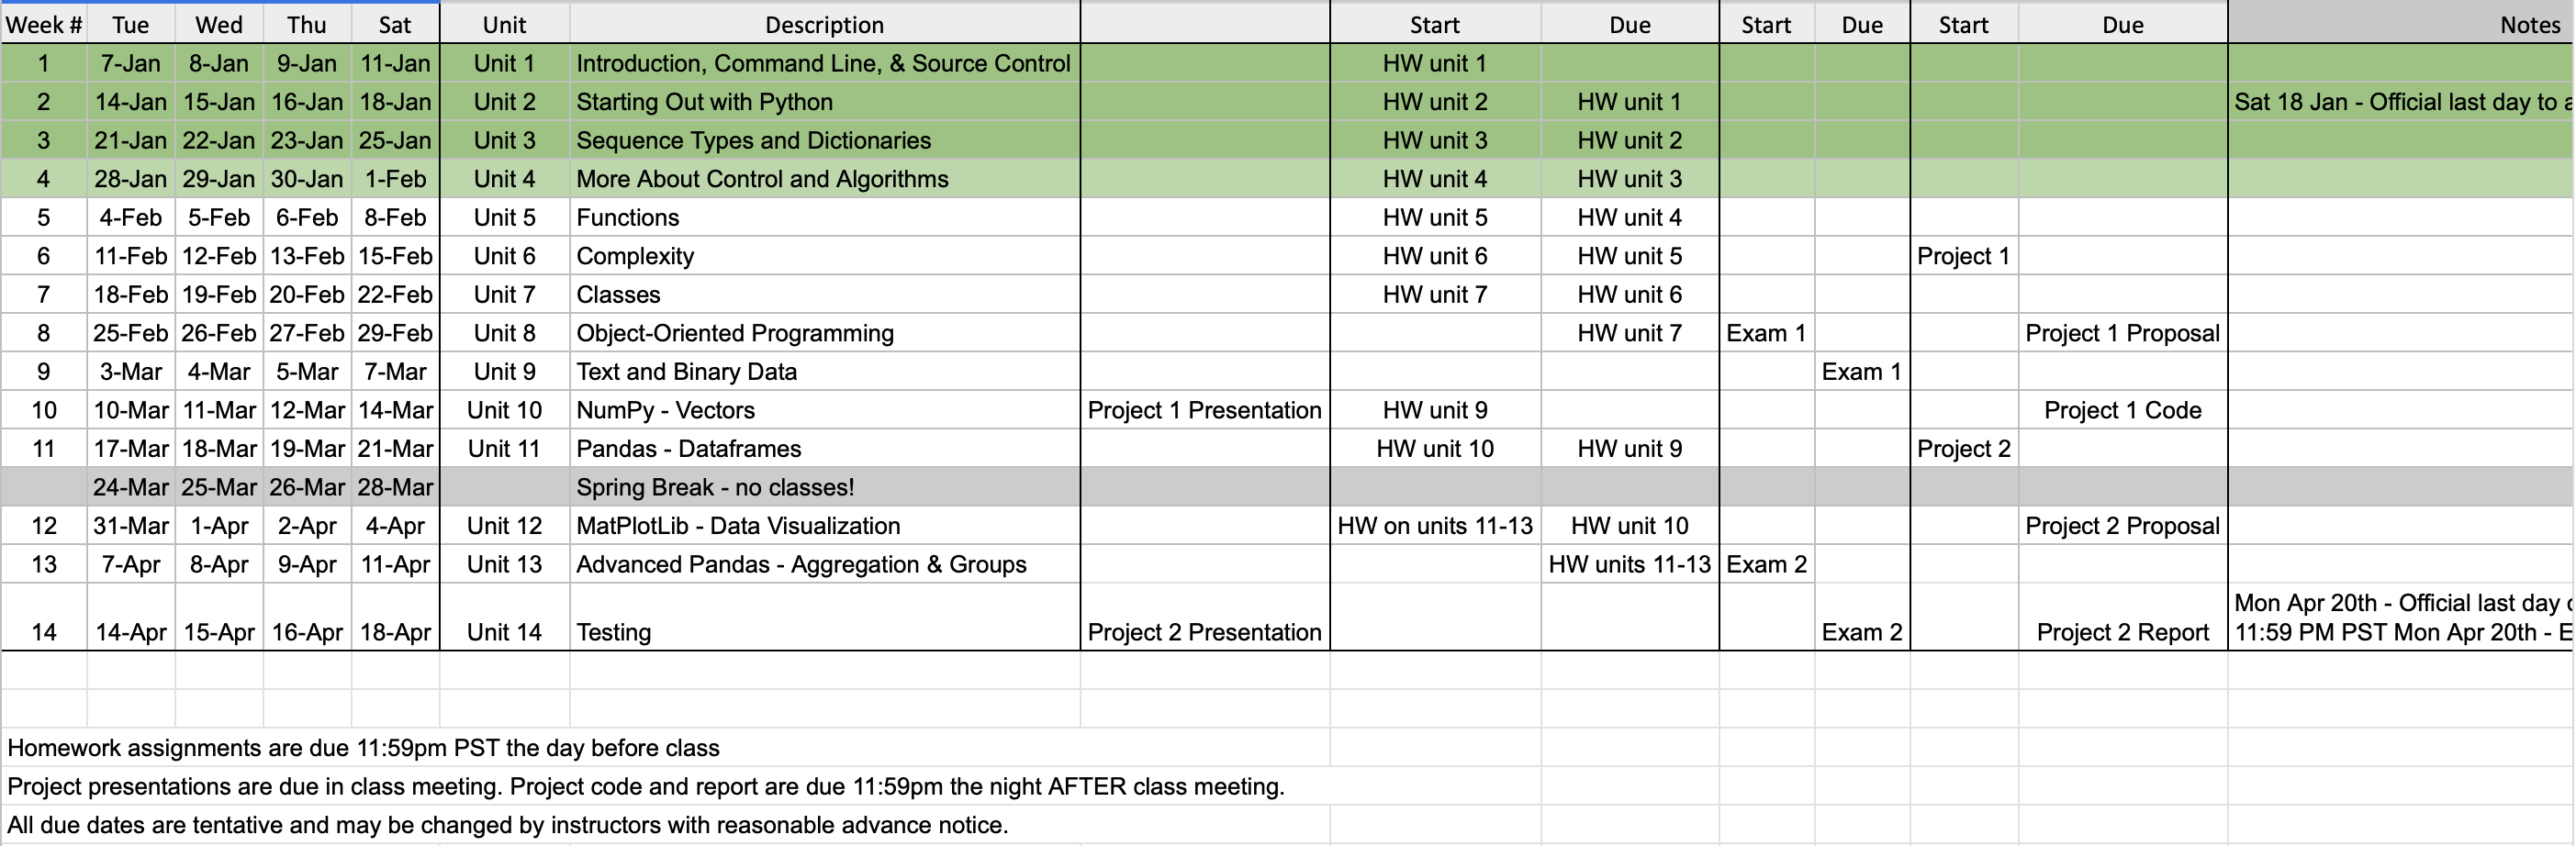 Week # Tue Wed Thu Sat Unit Description Start Due Start Due Start Due Notes
1 7-Jan 8-Jan 9-Jan 11-Jan Unit 1 Introduction, Command Line, & Source Control HW unit 1
2 14-Jan 15-Jan 16-Jan 18-Jan Unit 2 Starting Out with Python HW unit 2 HW unit 1 Sat 18 Jan - Official last day to
3 21-Jan 22-Jan 23-Jan 25-Jan Unit 3 Sequence Types and Dictionaries HW unit 3 HW unit 2
4 28-Jan 29-Jan 30-Jan 1-Feb Unit 4 More About Control and Algorithms HW unit 4 HW unit 3
5 4-Feb 5-Feb 6-Feb 8-Feb Unit 5 Functions HW unit 5 HW unit 4
6 11-Feb 12-Feb 13-Feb 15-Feb Unit 6 Complexity HW unit 6 HW unit 5 Project 1
7 18-Feb 19-Feb 20-Feb 22-Feb Unit 7 Classes HW unit 7 HW unit 6
8 25-Feb 26-Feb 27-Feb 29-Feb Unit 8 Object-Oriented Programming HW unit 7 Exam 1 Project 1 Proposal
9 3-Mar 4-Mar 5-Mar 7-Mar Unit 9 Text and Binary Data Exam 1
10 10-Mar 11-Mar 12-Mar 14-Mar Unit 10 NumPy - Vectors Project 1 Presentation HW unit 9 Project 1 Code
11 17-Mar 18-Mar 19-Mar 21-Mar Unit 11 Pandas - Dataframes HW unit 10 HW unit 9 Project 2
24-Mar 25-Mar 26-Mar 28-Mar Spring Break - no classes!
12 31-Mar 1-Apr 2-Apr 4-Apr Unit 12 MatPlotLib - Data Visualization HW on units 11-13 HW unit 10 Project 2 Proposal
13 7-Apr 8-Apr 9-Apr 11-Apr Unit 13 Advanced Pandas - Aggregation & Groups HW units 11-13 Exam 2
Mon Apr 20th - Official last day
14 14-Apr 15-Apr 16-Apr 18-Apr Unit 14 Testing Project 2 Presentation Exam 2 Project 2 Report 11:59 PM PST Mon Apr 20th -
Homework assignments are due 11:59pm PST the day before class
Project presentations are due in class meeting. Project code and report are due 11:59pm the night AFTER class meeting.
All due dates are tentative and may be changed by instructors with reasonable advance notice.